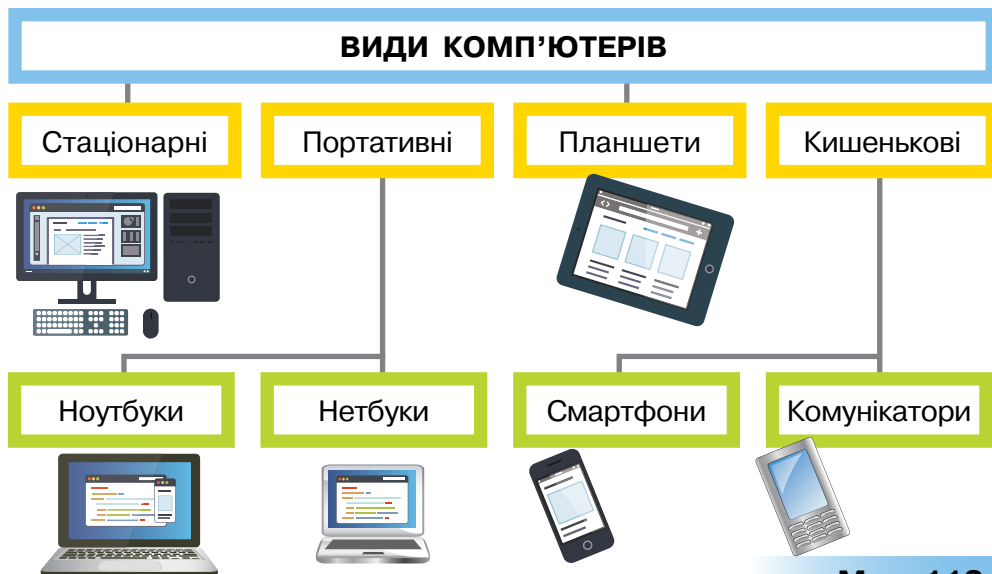 ВИДИ КОМП’ЮТЕРІВ
Стаціонарні
Портативні
Планшети
Кишенькові
Ноутбуки
Нетбуки
Смартфони
Комунікатори